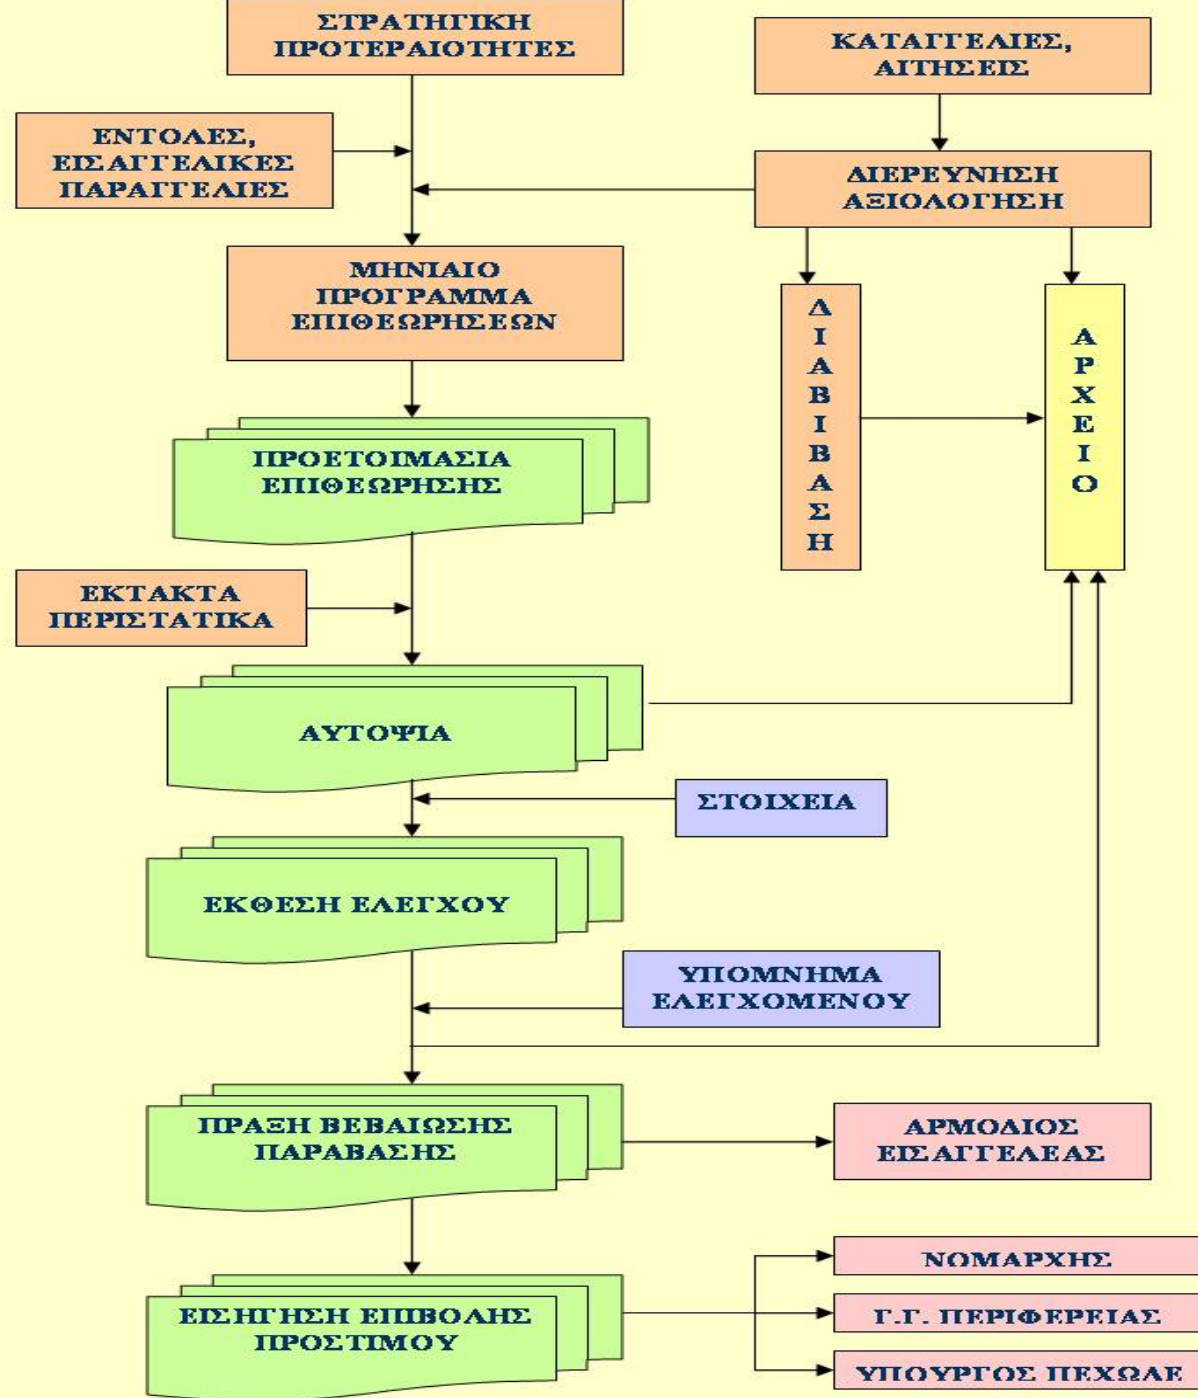 ΣΤΡΑΤΗΓΙΚΗ
ΠΡΟΤΕΡΑΙΟΤΗΤΕΣ
ΚΑΤΑΓΓΕΛΙΕΣ,
ΑΙΤΗΣΕΙΣ
ΕΝΤΟΛΕΣ,
ΕΙΣΑΓΓΕΛΙΚΕΣ
ΠΑΡΑΓΓΕΛΙΕΣ
ΔΙΕΡΕΥΝΗΣΗ
ΑΞΙΟΛΟΓΗΣΗ
ΜΗΝΙΑΙΟ
ΠΡΟΓΡΑΜΜΑ
ΕΠΙΘΕΩΡΗΣΕΩΝ
ΔΙΑΒΙΒΑΣΗ
ΑΡΧΕΙΟ
ΠΡΟΕΤΟΙΜΑΣΙΑ
ΕΠΙΘΕΩΡΗΣΗΣ
ΕΚΤΑΚΤΑ
ΠΕΡΙΣΤΑΤΙΚΑ
ΑΥΤΟΨΙΑ
ΣΤΟΙΧΕΙΑ
ΕΚΘΕΣΗ ΕΛΕΓΧΟΥ
ΥΠΟΜΝΗΜΑ
ΕΛΕΓΧΟΜΕΝΟΥ
ΠΡΑΞΗ ΒΕΒΑΙΩΣΗΣ
ΠΑΡΑΒΑΣΗΣ
ΑΡΜΟΔΙΟΣ
ΕΙΣΑΓΓΕΛΕΑΣ
ΕΙΣΗΓΗΣΗ ΕΠΙΒΟΛΗΣ
ΠΡΟΣΤΙΜΟΥ
ΝΟΜΑΡΧΗΣ
Γ.Γ. ΠΕΡΙΦΕΡΕΙΑΣ
ΥΠΟΥΡΓΟΣ ΠΕΧΩΔΕ